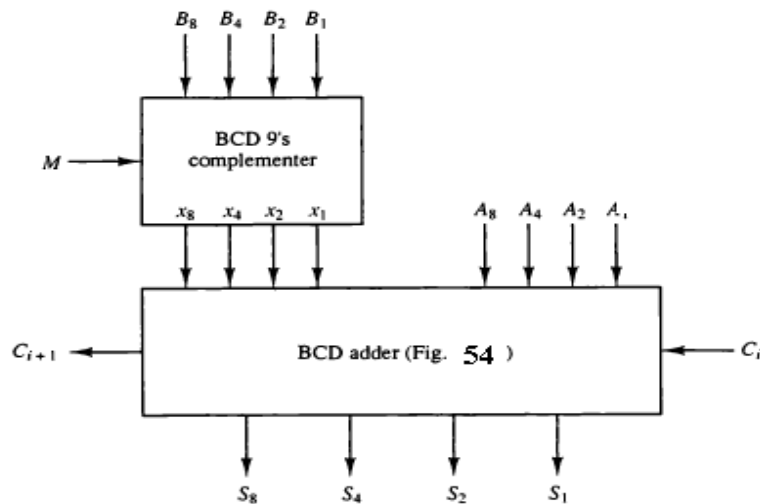 B8 B4 B2 B1
BCD 9's
complementer
M
x8 x4 x2 x1
A8 A4 A2 A
BCD adder (Fig. 54 )
Ci+1
Ci
S8 S4 S2 S1